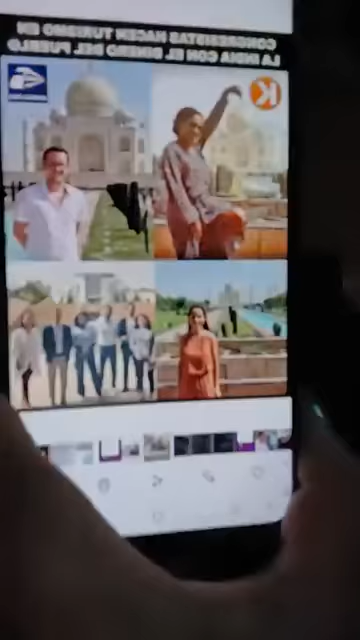 CONGRESISTAS HACEN TURISMO EN
LA INDIA CON EL DINERO DEL PUEBLO
K